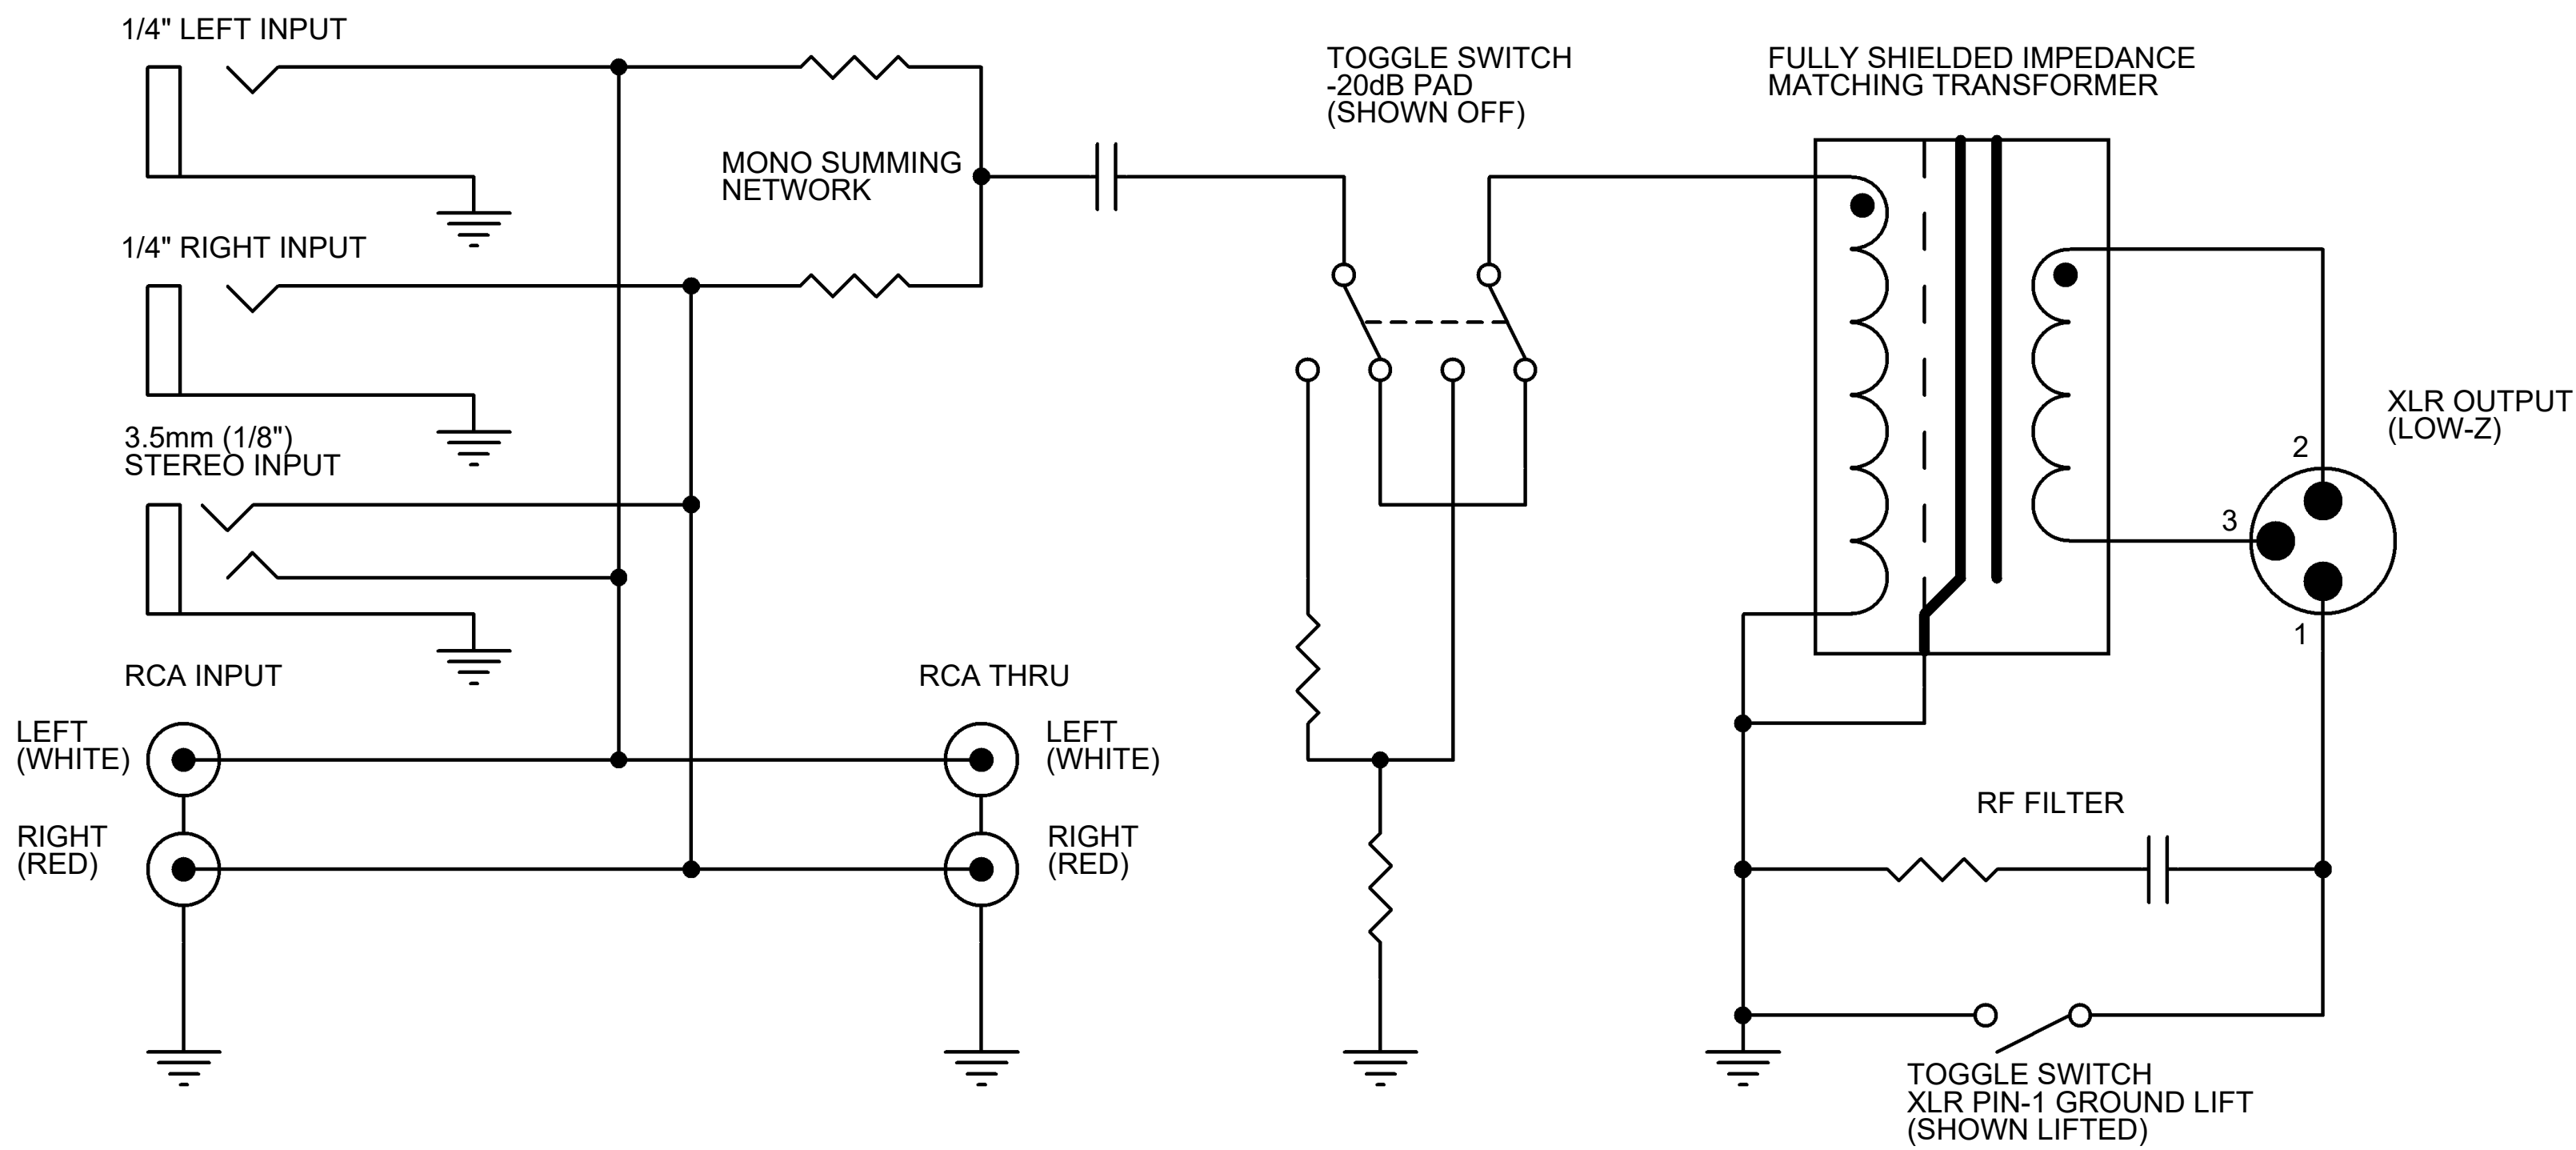 1/4" LEFT INPUT
1/4" RIGHT INPUT
3.5mm (1/8")
STEREO INPUT
RCA INPUT
LEFT
(WHITE)
RIGHT
(RED)
MONO SUMMING
NETWORK
RCA THRU
LEFT
(WHITE)
RIGHT
(RED)
TOGGLE SWITCH
-20dB PAD
(SHOWN OFF)
FULLY SHIELDED IMPEDANCE
MATCHING TRANSFORMER
XLR OUTPUT
(LOW-Z)
2
3
1
RF FILTER
TOGGLE SWITCH
XLR PIN-1 GROUND LIFT
(SHOWN LIFTED)